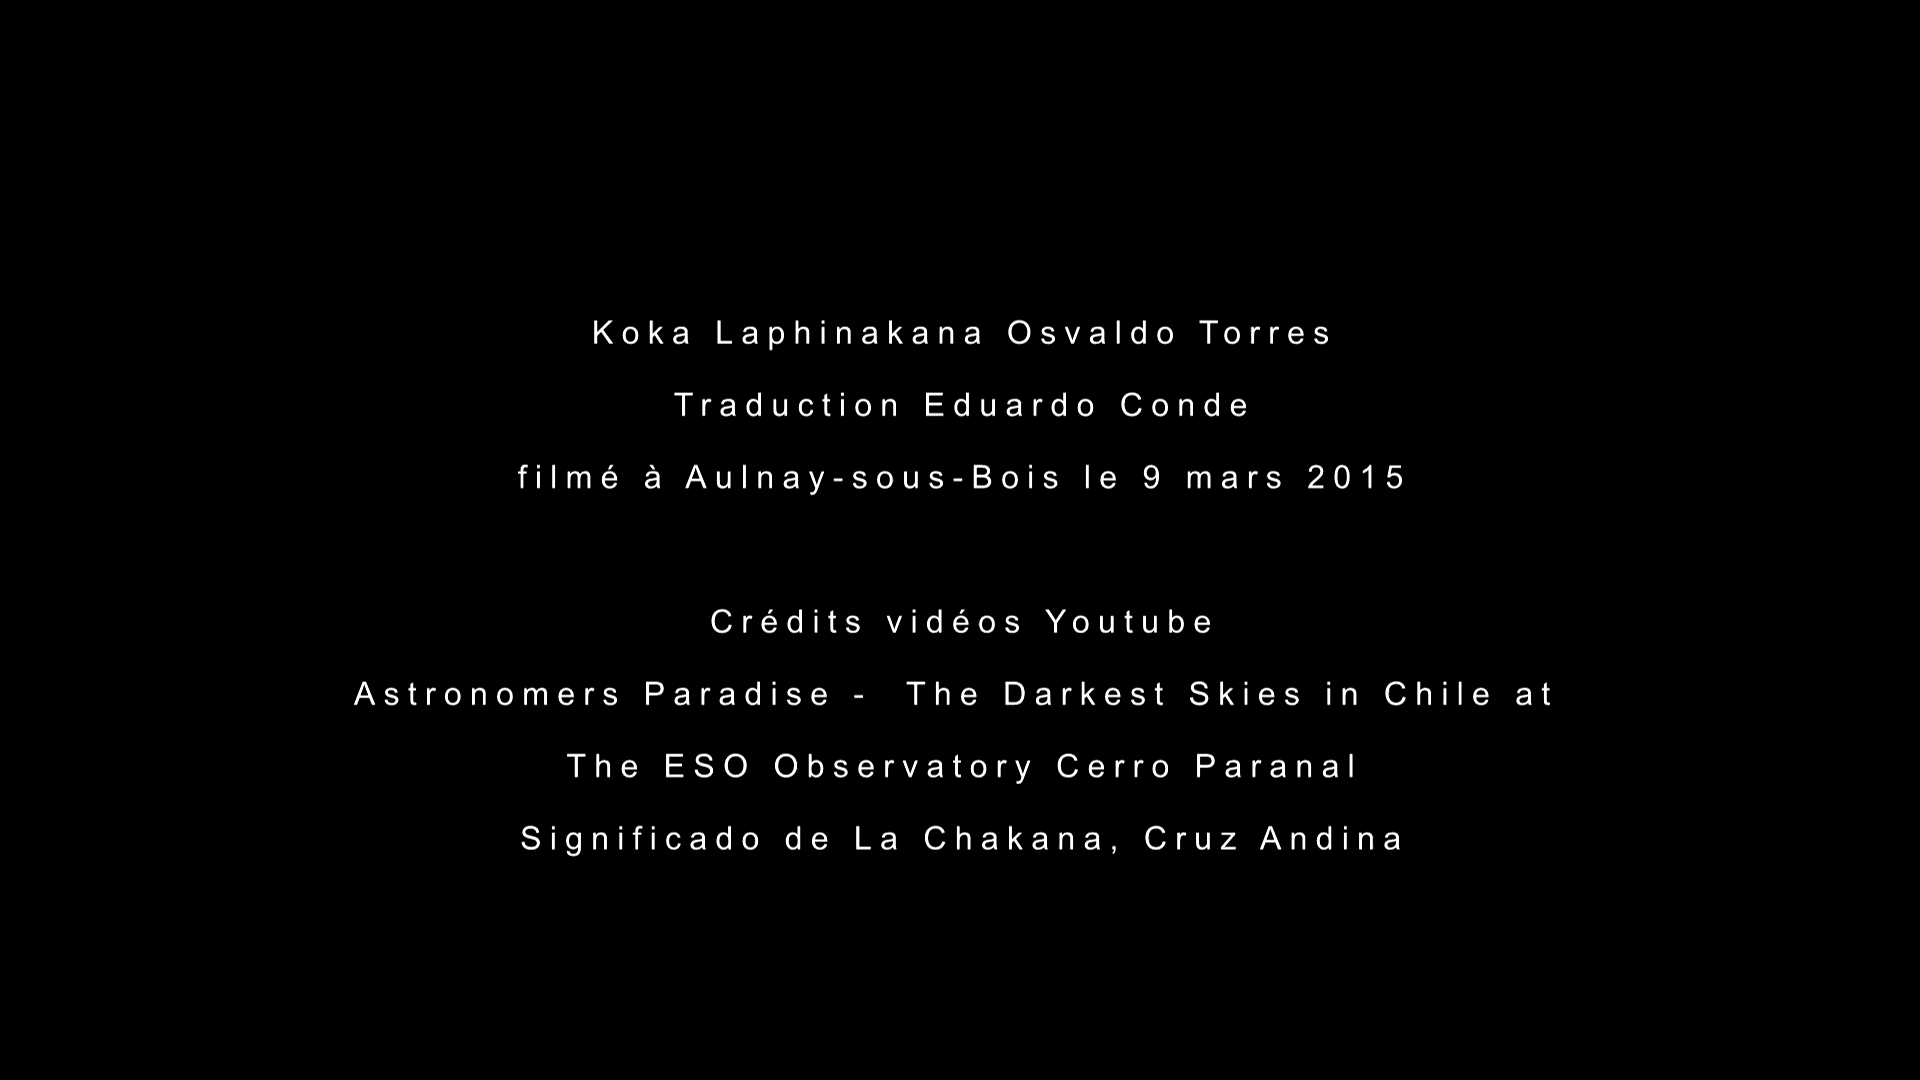 Koka Laphinakana Osvaldo Torres
Traduction Eduardo Conde
filmé à Aulnay-sous-Bois le 9 mars 2015
Crédits vidéos Youtube
Astronomers Paradise -  The Darkest Skies in Chile at
The ESO Observatory Cerro Paranal
Significado de La Chakana, Cruz Andina